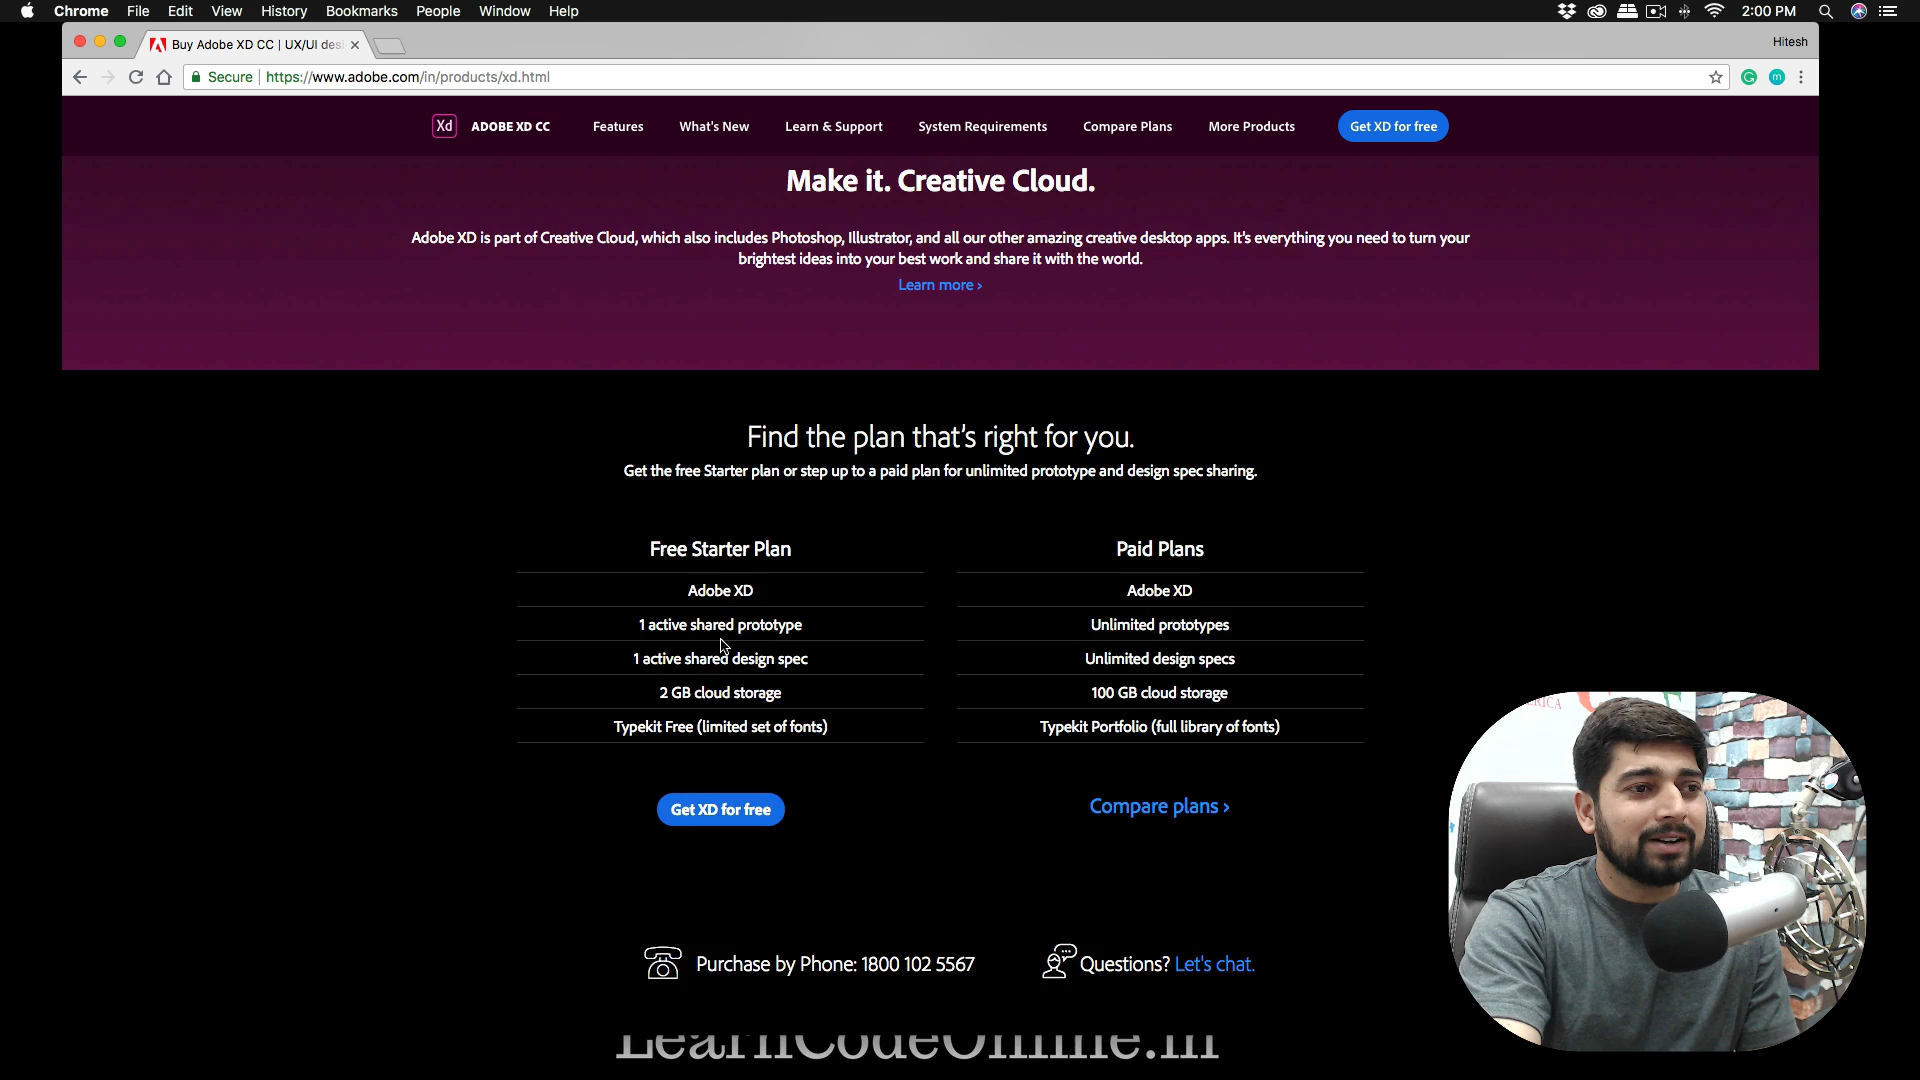 Chrome File Edit View History Bookmarks People Window Help 2:00 PM
Buy Adobe XD CC | UX/UI des
Hitesh
Secure https://www.adobe.com/in/products/xd.html
Xd ADOBE XD CC Features What's New Learn & Support System Requirements Compare Plans More Products Get XD for free
Make it. Creative Cloud.
Adobe XD is part of Creative Cloud, which also includes Photoshop, Illustrator, and all our other amazing creative desktop apps. It's everything you need to turn your
brightest ideas into your best work and share it with the world.
Learn more ›
Find the plan that's right for you.
Get the free Starter plan or step up to a paid plan for unlimited prototype and design spec sharing.
Free Starter Plan
Adobe XD
1 active shared prototype
1 active shared design spec
2 GB cloud storage
Typekit Free (limited set of fonts)
Get XD for free
Paid Plans
Adobe XD
Unlimited prototypes
Unlimited design specs
100 GB cloud storage
Typekit Portfolio (full library of fonts)
Compare plans ›
Purchase by Phone: 1800 102 5567
Questions? Let's chat.
LearnCodeOnline.in